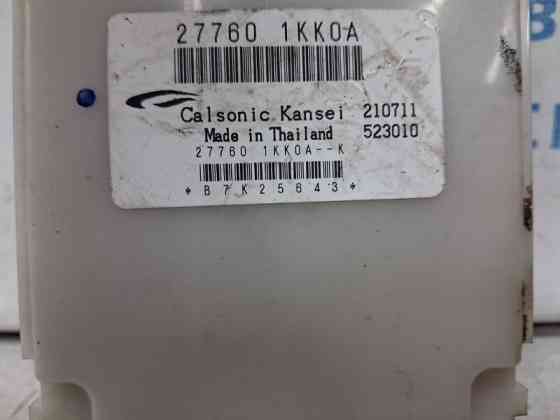 27760 1KK0A
Calsonic Kansei 210711
Made in Thailand 523010
27760 1KK0A--K
*B7K25643*